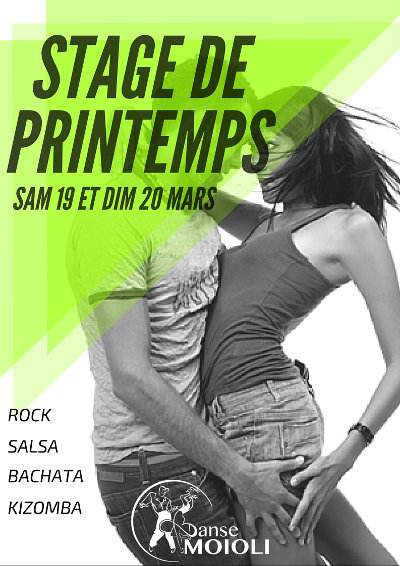 STAGE DE
PRINTEMPS
SAM 19 ET DIM 20 MARS
ROCK
SALSA
BACHATA
KIZOMBA
Danse
MOIOLI